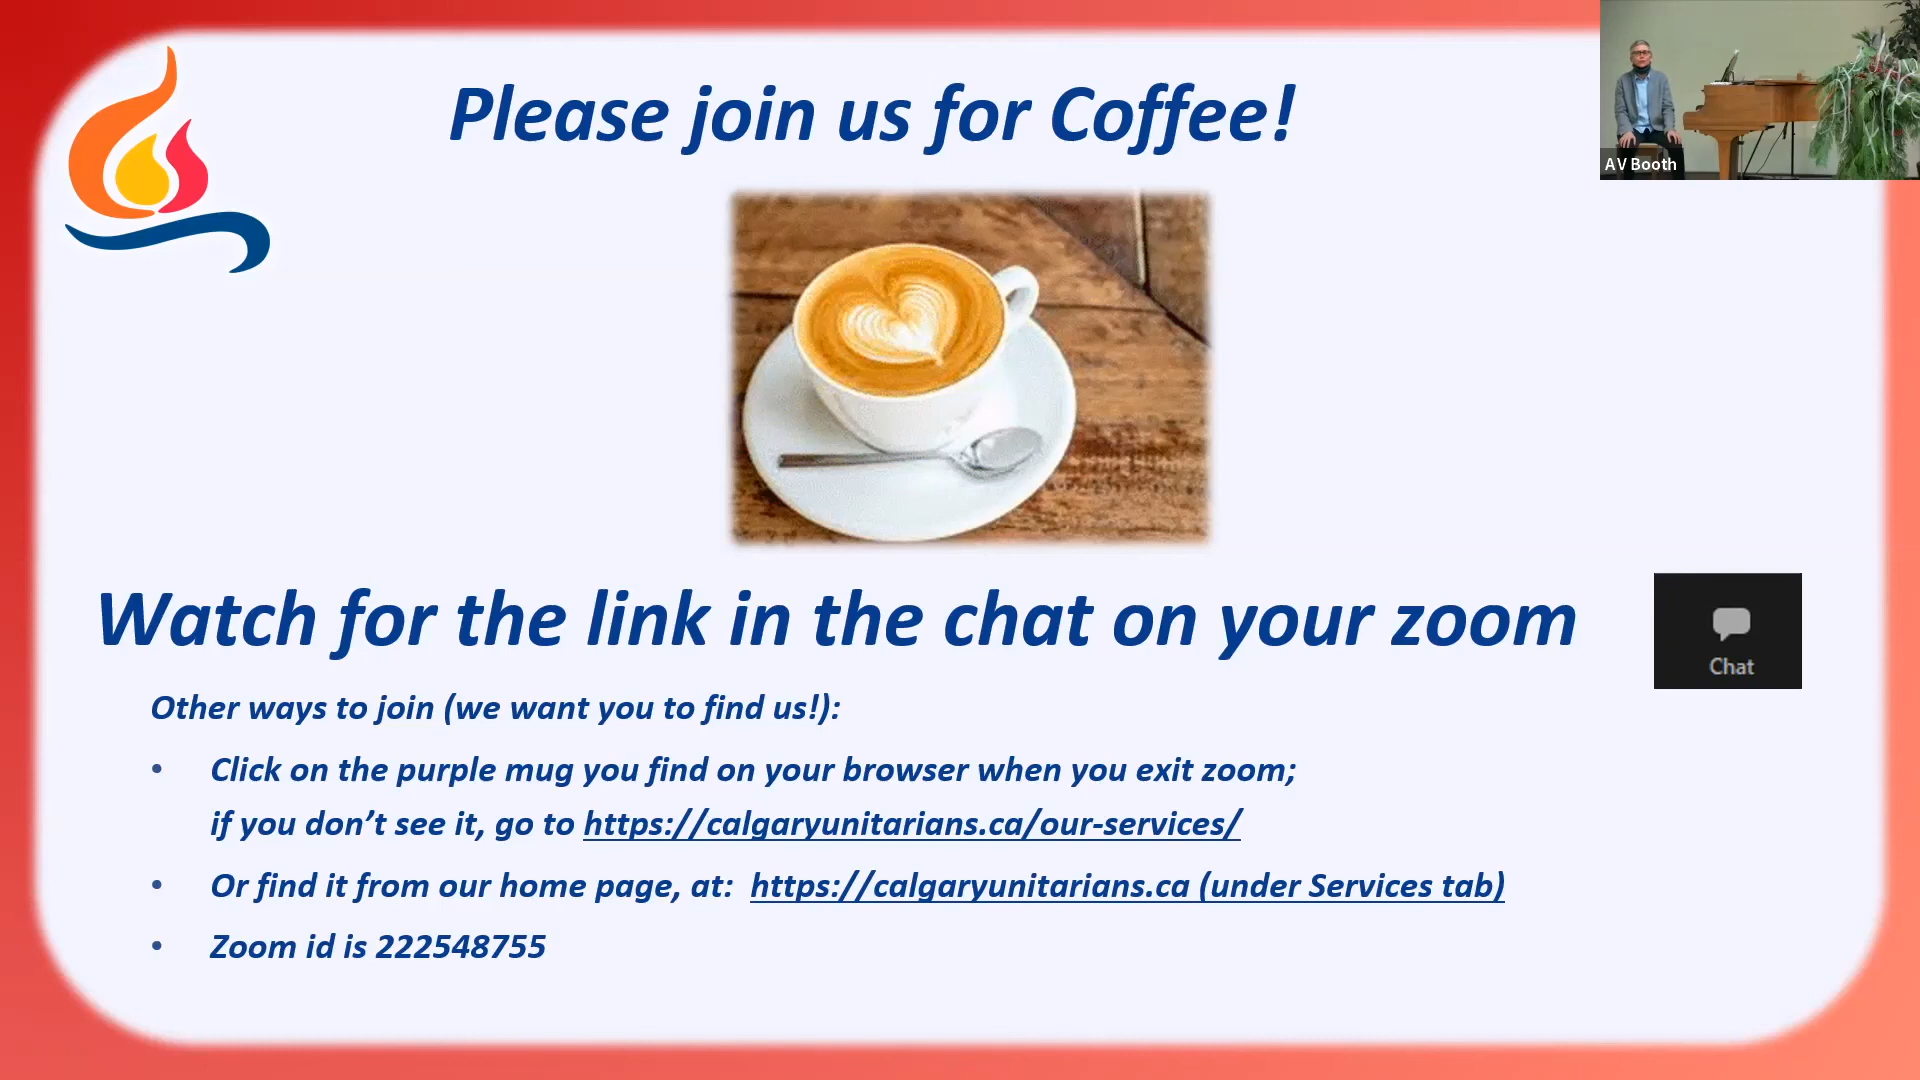 Please join us for Coffee!
AV Booth
Watch for the link in the chat on your zoom
Chat
Other ways to join (we want you to find us!):
• Click on the purple mug you find on your browser when you exit zoom;
if you don’t see it, go to https://calgaryunitarians.ca/our-services/
• Or find it from our home page, at: https://calgaryunitarians.ca (under Services tab)
• Zoom id is 222548755